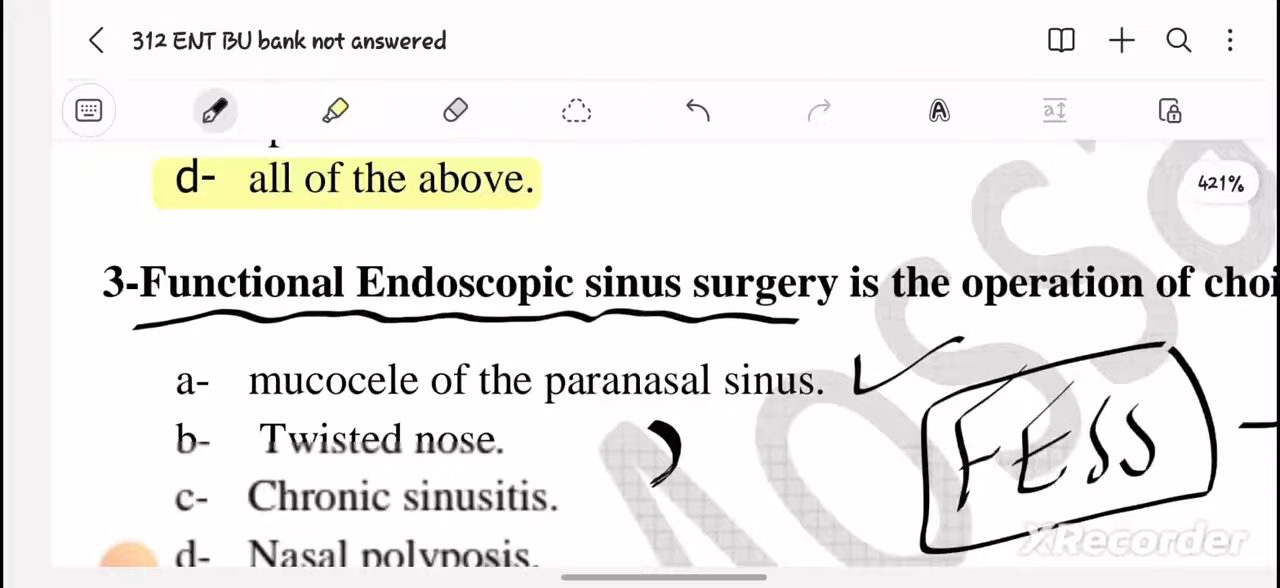 312 ENT BU bank not answered
d- all of the above.
421%
3-Functional Endoscopic sinus surgery is the operation of choi
a- mucocele of the paranasal sinus.
b- Twisted nose.
FESS
c- Chronic sinusitis.
XRecorder
d- Nasal polyposis.